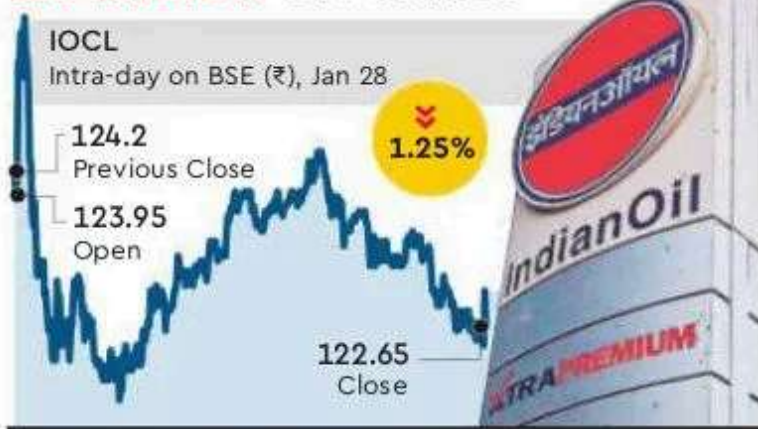 IOCL
Intra-day on BSE (₹), Jan 28
1.25%
124.2
Previous Close
123.95
Open
122.65
Close
इंडियनऑयल
IndianOil
XTRAPREMIUM